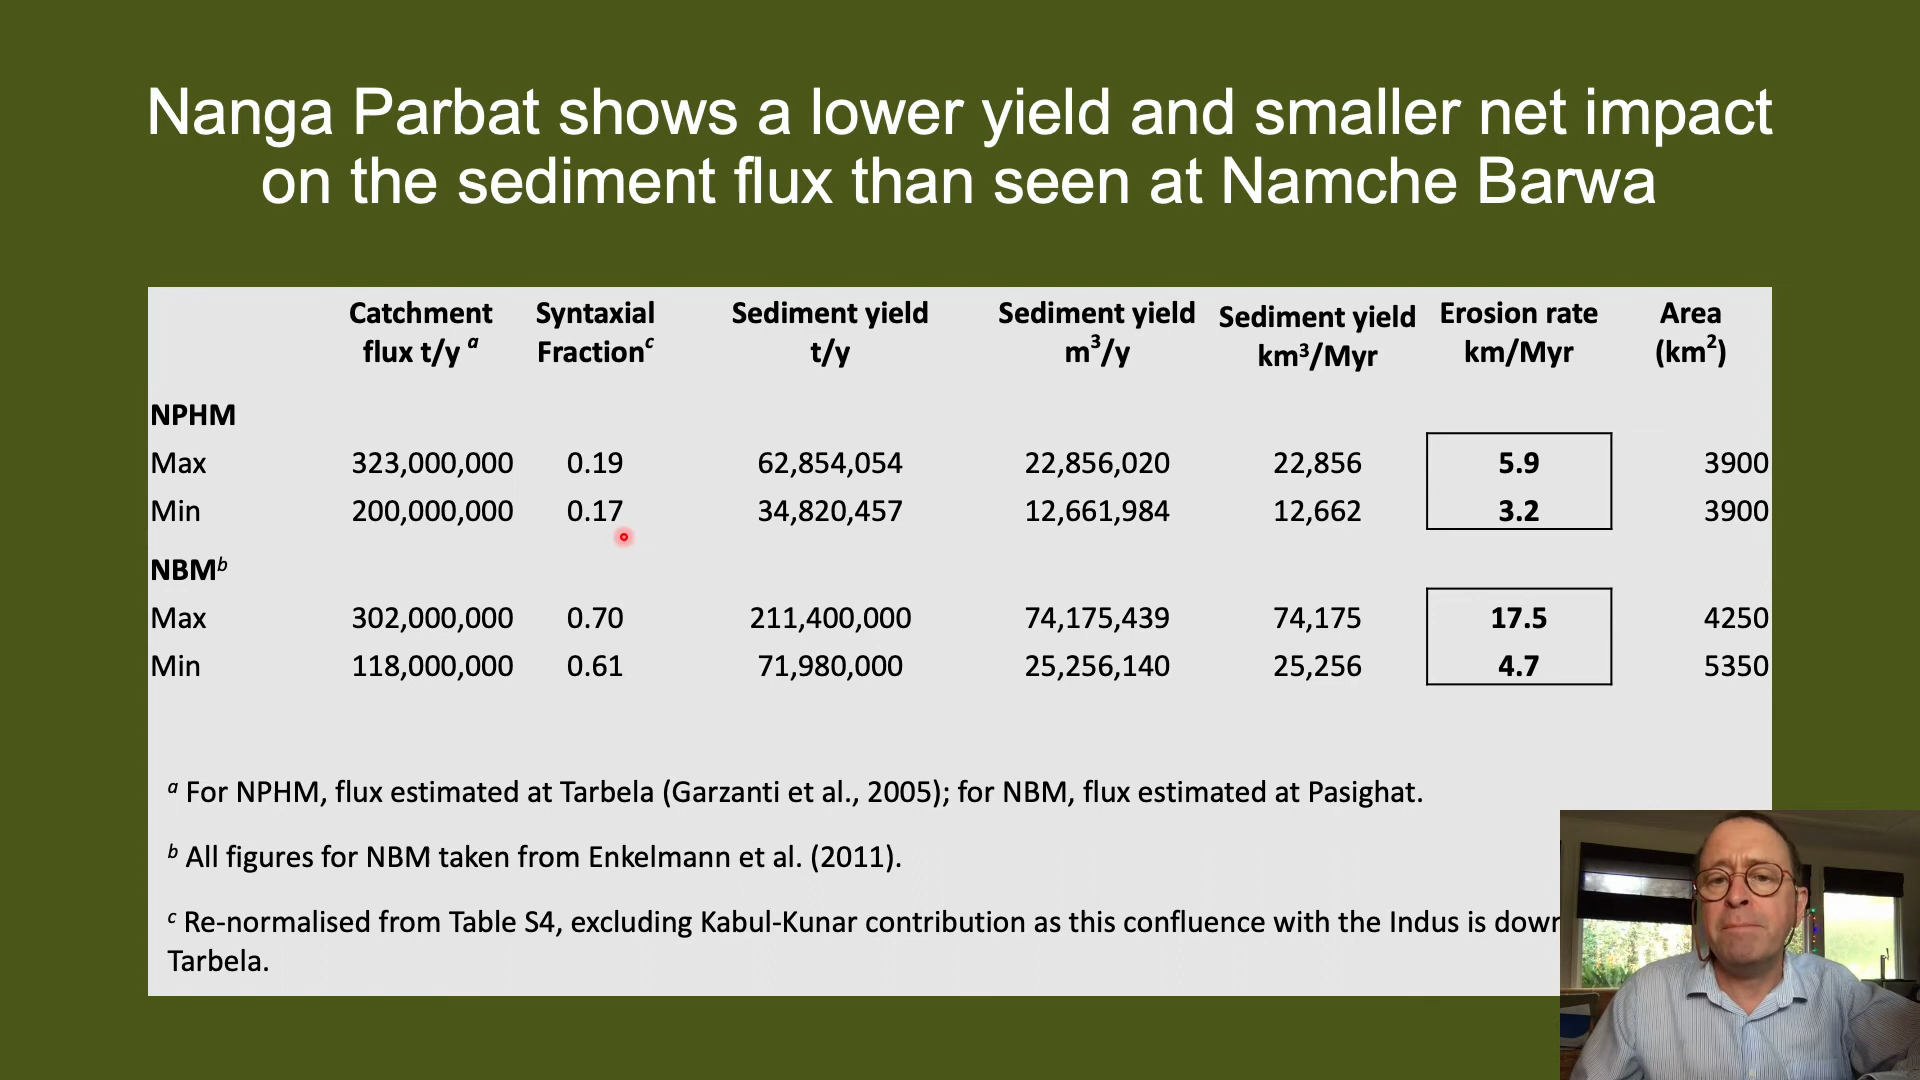 Nanga Parbat shows a lower yield and smaller net impact
on the sediment flux than seen at Namche Barwa
Catchment flux t/y ᵃ | Syntaxial Fractionᶜ | Sediment yield t/y | Sediment yield m³/y | Sediment yield km³/Myr | Erosion rate km/Myr | Area (km²)
NPHM
Max 323,000,000 0.19 62,854,054 22,856,020 22,856 5.9 3900
Min 200,000,000 0.17 34,820,457 12,661,984 12,662 3.2 3900
NBMᵇ
Max 302,000,000 0.70 211,400,000 74,175,439 74,175 17.5 4250
Min 118,000,000 0.61 71,980,000 25,256,140 25,256 4.7 5350
ᵃ For NPHM, flux estimated at Tarbela (Garzanti et al., 2005); for NBM, flux estimated at Pasighat.
ᵇ All figures for NBM taken from Enkelmann et al. (2011).
ᶜ Re-normalised from Table S4, excluding Kabul-Kunar contribution as this confluence with the Indus is
Tarbela.